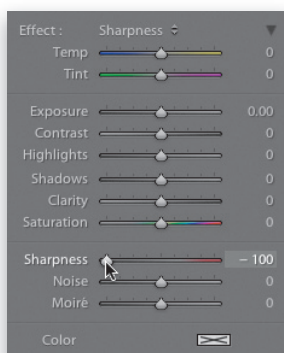 Effect : Sharpness
Temp 0
Tint 0
Exposure 0.00
Contrast 0
Highlights 0
Shadows 0
Clarity 0
Saturation 0
Sharpness – 100
Noise 0
Moiré 0
Color